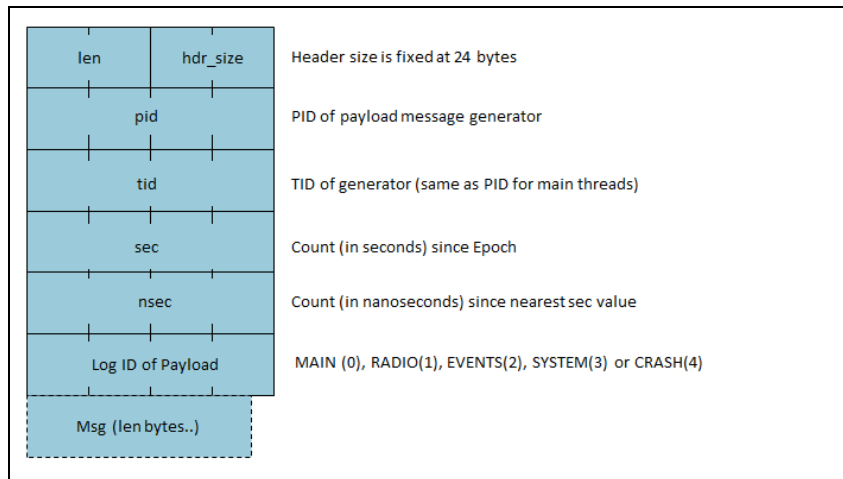 len hdr_size Header size is fixed at 24 bytes
pid PID of payload message generator
tid TID of generator (same as PID for main threads)
sec Count (in seconds) since Epoch
nsec Count (in nanoseconds) since nearest sec value
Log ID of Payload MAIN (0), RADIO(1), EVENTS(2), SYSTEM(3) or CRASH(4)
Msg (len bytes..)